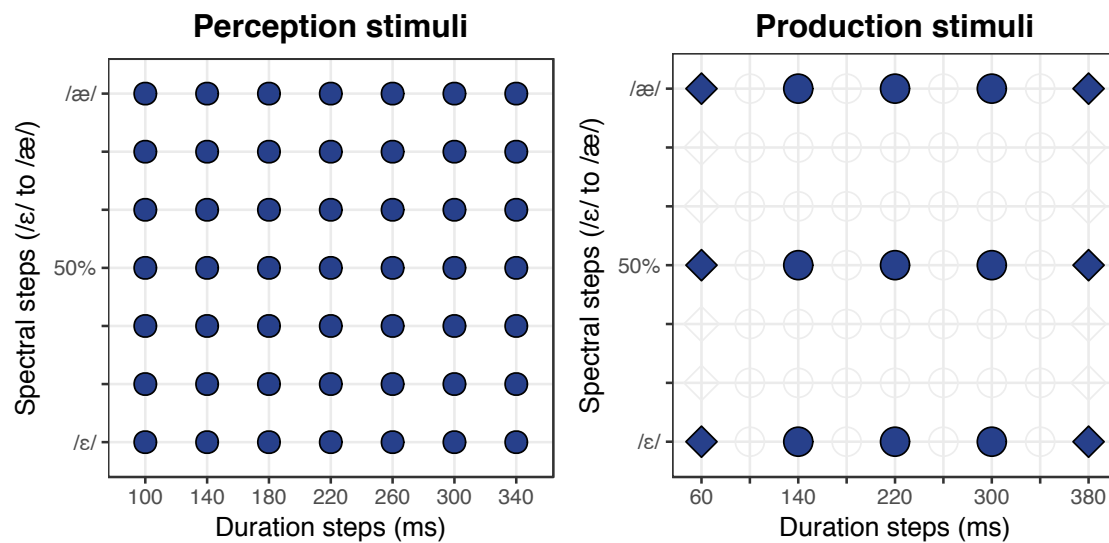 Perception stimuli
Spectral steps (/ɛ/ to /æ/)
/æ/
50%
/ɛ/
100 140 180 220 260 300 340
Duration steps (ms)
Production stimuli
Spectral steps (/ɛ/ to /æ/)
/æ/
50%
/ɛ/
60 140 220 300 380
Duration steps (ms)